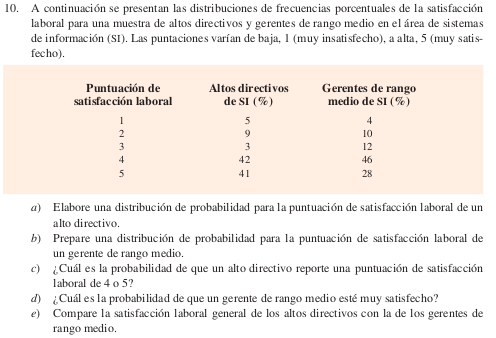 10. A continuación se presentan las distribuciones de frecuencias porcentuales de la satisfacción
laboral para una muestra de altos directivos y gerentes de rango medio en el área de sistemas
de información (SI). Las puntaciones varían de baja, 1 (muy insatisfecho), a alta, 5 (muy satis-
fecho).
Puntuación de Altos directivos Gerentes de rango
satisfacción laboral de SI (%) medio de SI (%)
1 5 4
2 9 10
3 3 12
4 42 46
5 41 28
a) Elabore una distribución de probabilidad para la puntuación de satisfacción laboral de un
alto directivo.
b) Prepare una distribución de probabilidad para la puntuación de satisfacción laboral de
un gerente de rango medio.
c) ¿Cuál es la probabilidad de que un alto directivo reporte una puntuación de satisfacción
laboral de 4 o 5?
d) ¿Cuál es la probabilidad de que un gerente de rango medio esté muy satisfecho?
e) Compare la satisfacción laboral general de los altos directivos con la de los gerentes de
rango medio.